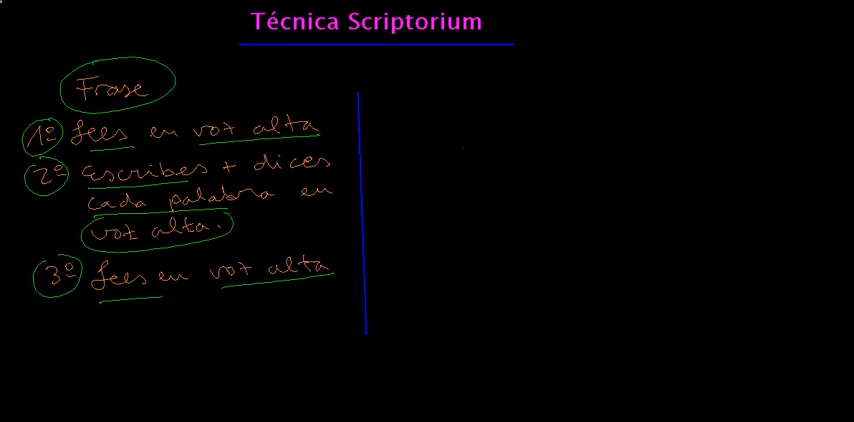 Técnica Scriptorium
Frase
1º Lees en voz alta
2º Escribes + dices
cada palabra en
voz alta.
3º Lees en voz alta